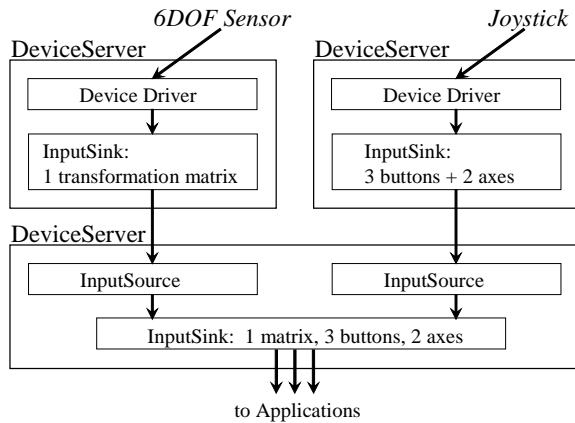 6DOF Sensor
Joystick
DeviceServer
DeviceServer
Device Driver
Device Driver
InputSink:
1 transformation matrix
InputSink:
3 buttons + 2 axes
DeviceServer
InputSource
InputSource
InputSink: 1 matrix, 3 buttons, 2 axes
to Applications